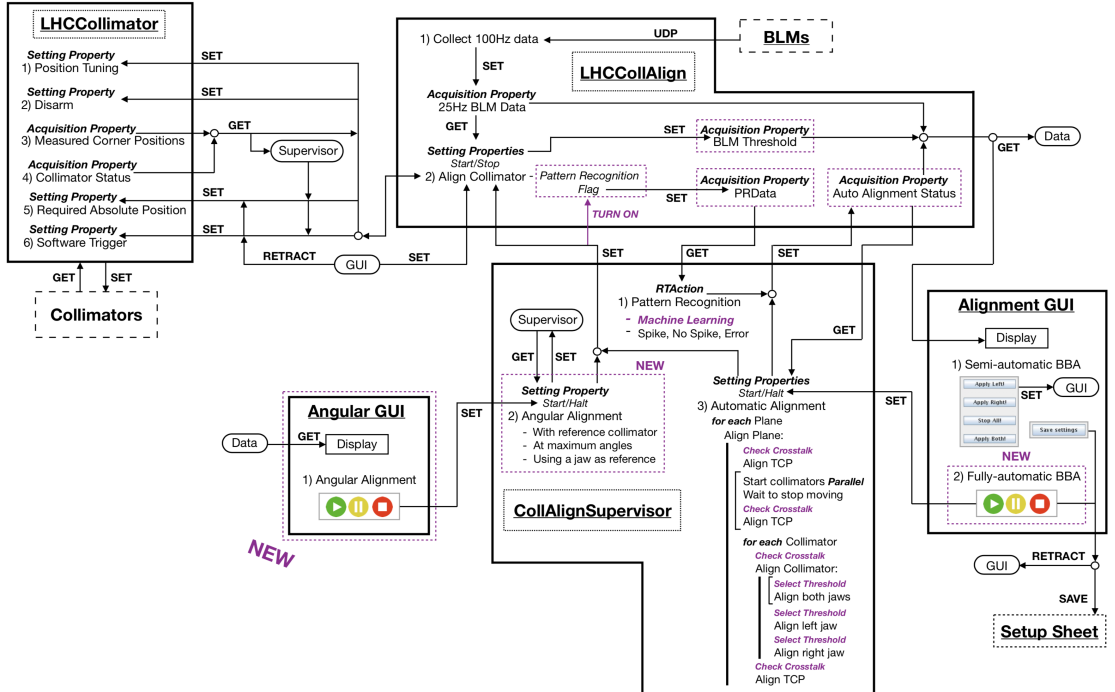 LHCCollimator
Setting Property
1) Position Tuning
SET
Setting Property
2) Disarm
SET
Acquisition Property
3) Measured Corner Positions
GET
Supervisor
Acquisition Property
4) Collimator Status
Setting Property
5) Required Absolute Position
SET
Setting Property
6) Software Trigger
SET
RETRACT
GUI
SET
GET
SET
Collimators
1) Collect 100Hz data
UDP
BLMs
SET
LHCCollAlign
Acquisition Property
25Hz BLM Data
GET
SET
Acquisition Property
BLM Threshold
GET
Data
Setting Properties
Start/Stop
2) Align Collimator -
Pattern Recognition
Flag
SET
Acquisition Property
PRData
Acquisition Property
Auto Alignment Status
TURN ON
SET
GET
SET
RTAction
1) Pattern Recognition
- Machine Learning
- Spike, No Spike, Error
GET
Supervisor
GET
SET
NEW
Setting Property
Start/Halt
2) Angular Alignment
- With reference collimator
- At maximum angles
- Using a jaw as reference
CollAlignSupervisor
Setting Properties
Start/Halt
3) Automatic Alignment
for each Plane
Align Plane:
Check Crosstalk
Align TCP
Start collimators Parallel
Wait to stop moving
Check Crosstalk
Align TCP
for each Collimator
Check Crosstalk
Align Collimator:
Select Threshold
Align both jaws
Select Threshold
Align left jaw
Select Threshold
Align right jaw
Check Crosstalk
Align TCP
Angular GUI
Data
GET
Display
1) Angular Alignment
SET
NEW
Alignment GUI
Display
1) Semi-automatic BBA
Apply Left!
Apply Right!
Stop All!
Apply Both!
SET
GUI
Save settings
NEW
2) Fully-automatic BBA
SET
RETRACT
GUI
SAVE
Setup Sheet